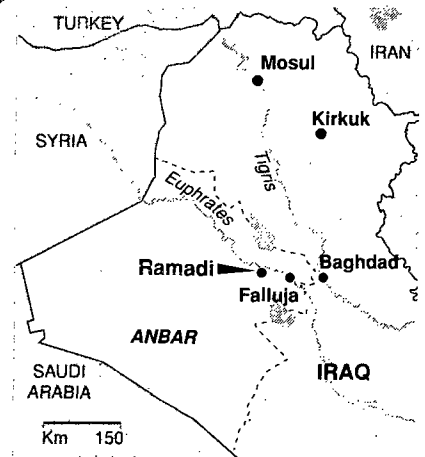 TURKEY
IRAN
Mosul
Kirkuk
SYRIA
Tigris
Euphrates
Ramadi
Baghdad
Falluja
ANBAR
SAUDI
ARABIA
IRAQ
Km 150